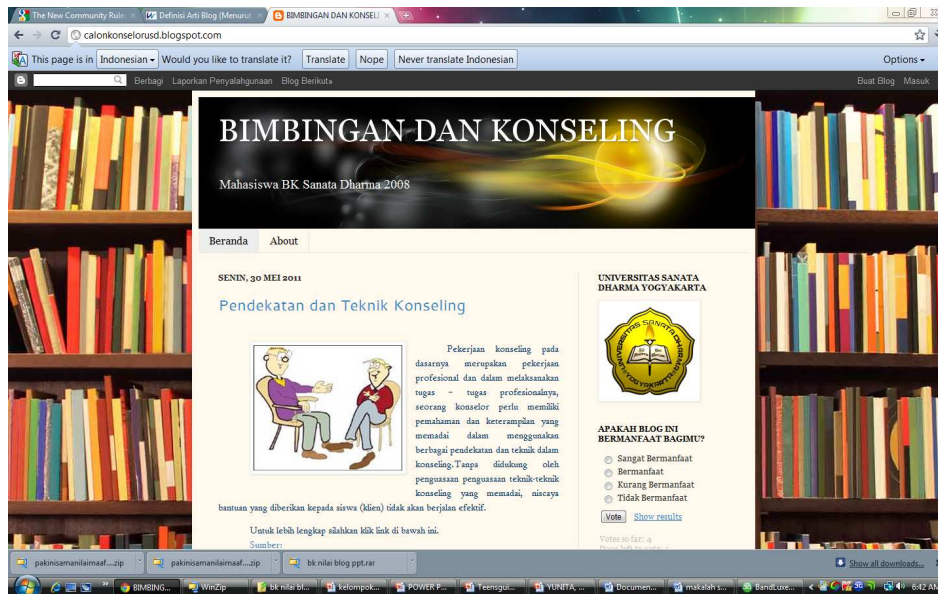 The New Community Rule
Definisi Arti Blog (Menurut
BIMBINGAN DAN KONSELI
calonkonselorusd.blogspot.com
This page is in Indonesian Would you like to translate it? Translate Nope Never translate Indonesian Options
Berbagi Laporkan Penyalahgunaan Blog Berikut» Buat Blog Masuk
BIMBINGAN DAN KONSELING
Mahasiswa BK Sanata Dharma 2008
Beranda About
SENIN, 30 MEI 2011
Pendekatan dan Teknik Konseling
Pekerjaan konseling pada
dasarnya merupakan pekerjaan
profesional dan dalam melaksanakan
tugas – tugas profesionalnya,
seorang konselor perlu memiliki
pemahaman dan keterampilan yang
memadai dalam menggunakan
berbagai pendekatan dan teknik dalam
konseling.Tanpa didukung oleh
penguasaan penguasaan teknik-teknik
konseling yang memadai, niscaya
bantuan yang diberikan kepada siswa (klien) tidak akan berjalan efektif.
Untuk lebih lengkap silahkan klik link di bawah ini.
Sumber:
UNIVERSITAS SANATA
DHARMA YOGYAKARTA
UNIVERSITAS SANATA DHARMA YOGYAKARTA
APAKAH BLOG INI
BERMANFAAT BAGIMU?
Sangat Bermanfaat
Bermanfaat
Kurang Bermanfaat
Tidak Bermanfaat
Vote Show results
Votes so far: 4
pakinisamanilaimaaf....zip pakinisamanilaimaaf....zip bk nilai blog ppt.rar Show all downloads...
BIMBING... WinZip bk nilai bl... kelompok... POWER P... Teensgui... YUNITA, ... Documen... makalah s... BandLuxe... 6:42 AM